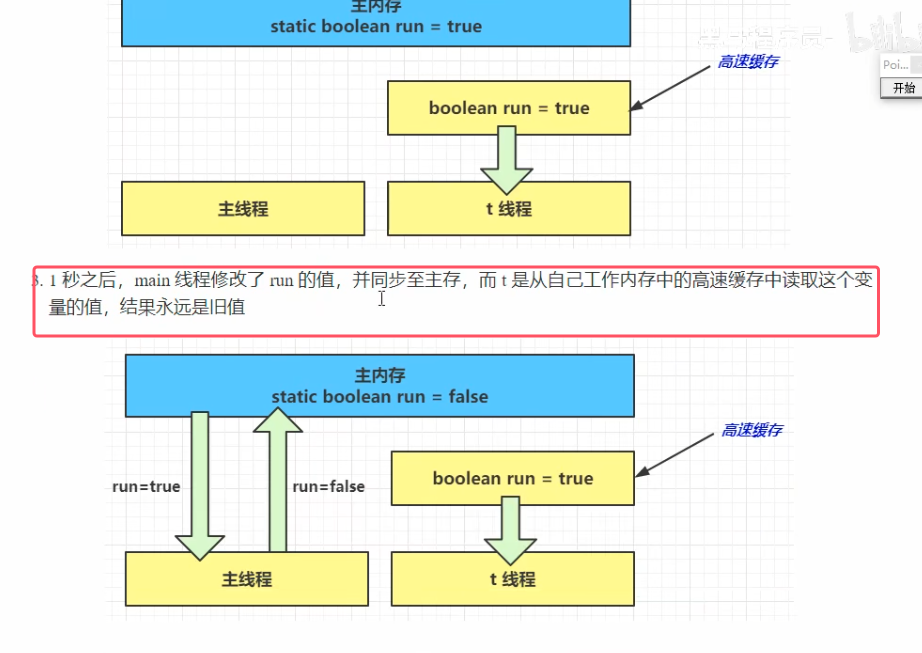 主内存
static boolean run = true
bilibili
Poi...
高速缓存
开始
boolean run = true
主线程
t 线程
3. 1 秒之后，main 线程修改了 run 的值，并同步至主存，而 t 是从自己工作内存中的高速缓存中读取这个变
量的值，结果永远是旧值
主内存
static boolean run = false
高速缓存
run=true
run=false
boolean run = true
主线程
t 线程